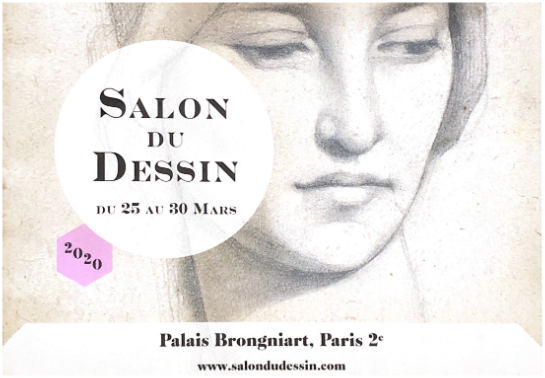 SALON
DU
DESSIN
DU 25 AU 30 MARS
2020
Palais Brongniart, Paris 2e
www.salondudessin.com